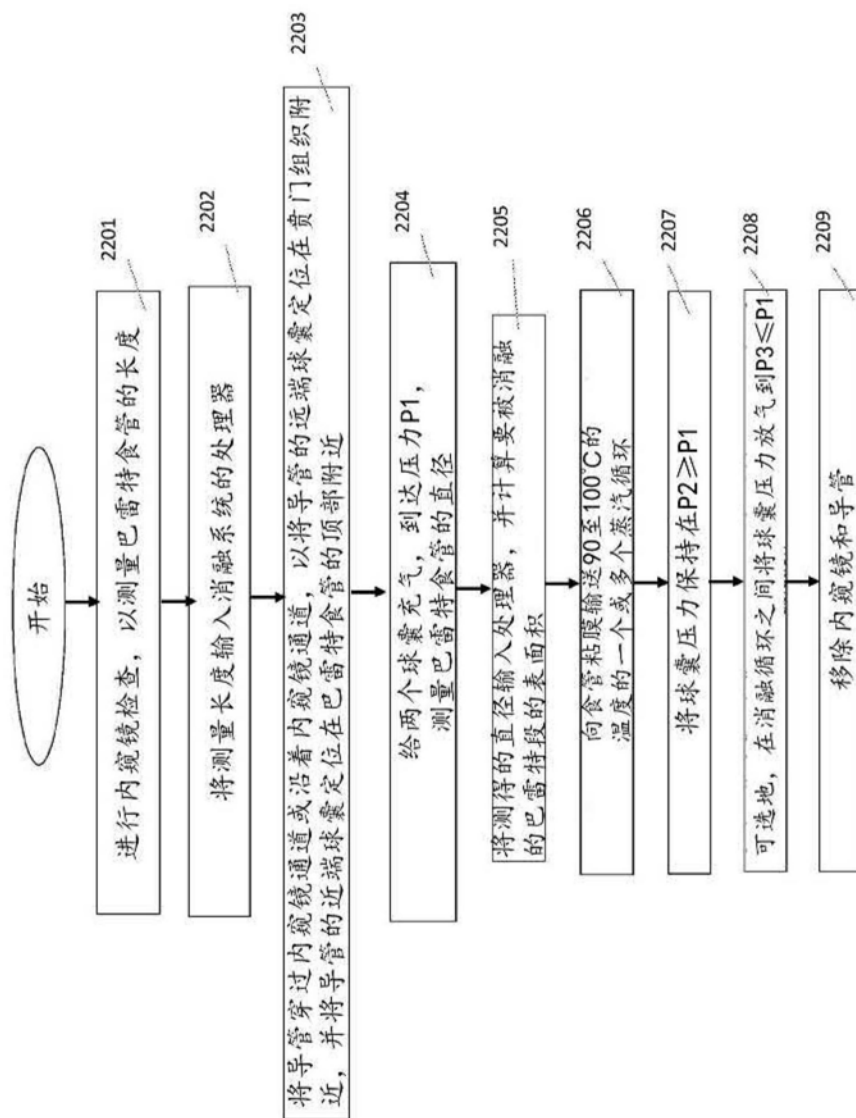 开始
进行内窥镜检查，以测量巴雷特食管的长度
2201
将测量长度输入消融系统的处理器
2202
将导管穿过内窥镜通道或沿着内窥镜通道，以将导管的远端球囊定位在贲门组织附
近，并将导管的近端球囊定位在巴雷特食管的顶部附近
2203
给两个球囊充气，到达压力P1，
测量巴雷特食管的直径
2204
将测得的直径输入处理器，并计算要被消融
的巴雷特段的表面积
2205
向食管粘膜输送90至100°C的
温度的一个或多个蒸汽循环
2206
将球囊压力保持在P2≥P1
2207
可选地，在消融循环之间将球囊压力放气到P3≤P1
2208
移除内窥镜和导管
2209